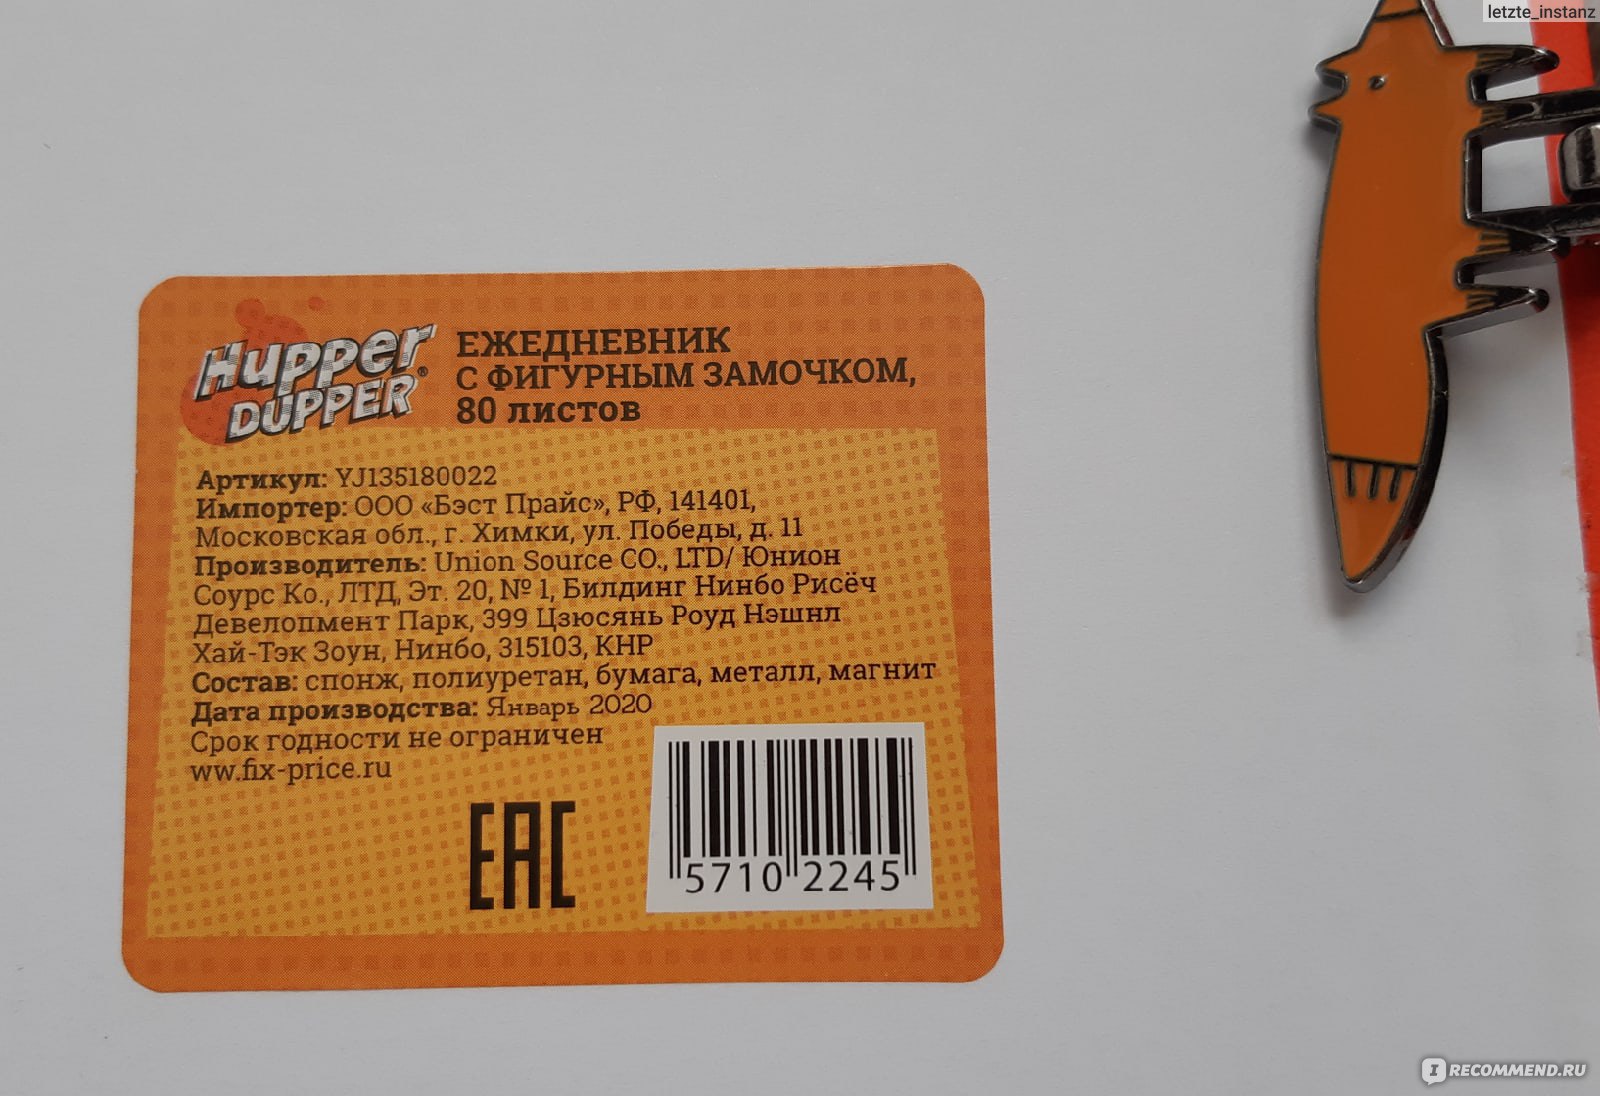 letzte_instanz
Hupper
DUPPER®
ЕЖЕДНЕВНИК
С ФИГУРНЫМ ЗАМОЧКОМ,
80 листов
Артикул: YJ135180022
Импортер: ООО «Бэст Прайс», РФ, 141401,
Московская обл., г. Химки, ул. Победы, д. 11
Производитель: Union Source CO., LTD/ Юнион
Соурс Ко., ЛТД, Эт. 20, № 1, Билдинг Нинбо Рисёч
Девелопмент Парк, 399 Цзюсянь Роуд Нэшнл
Хай-Тэк Зоун, Нинбо, 315103, КНР
Состав: спонж, полиуретан, бумага, металл, магнит
Дата производства: Январь 2020
Срок годности не ограничен
ww.fix-price.ru
EAC
5710 2245
I RECOMMEND.RU